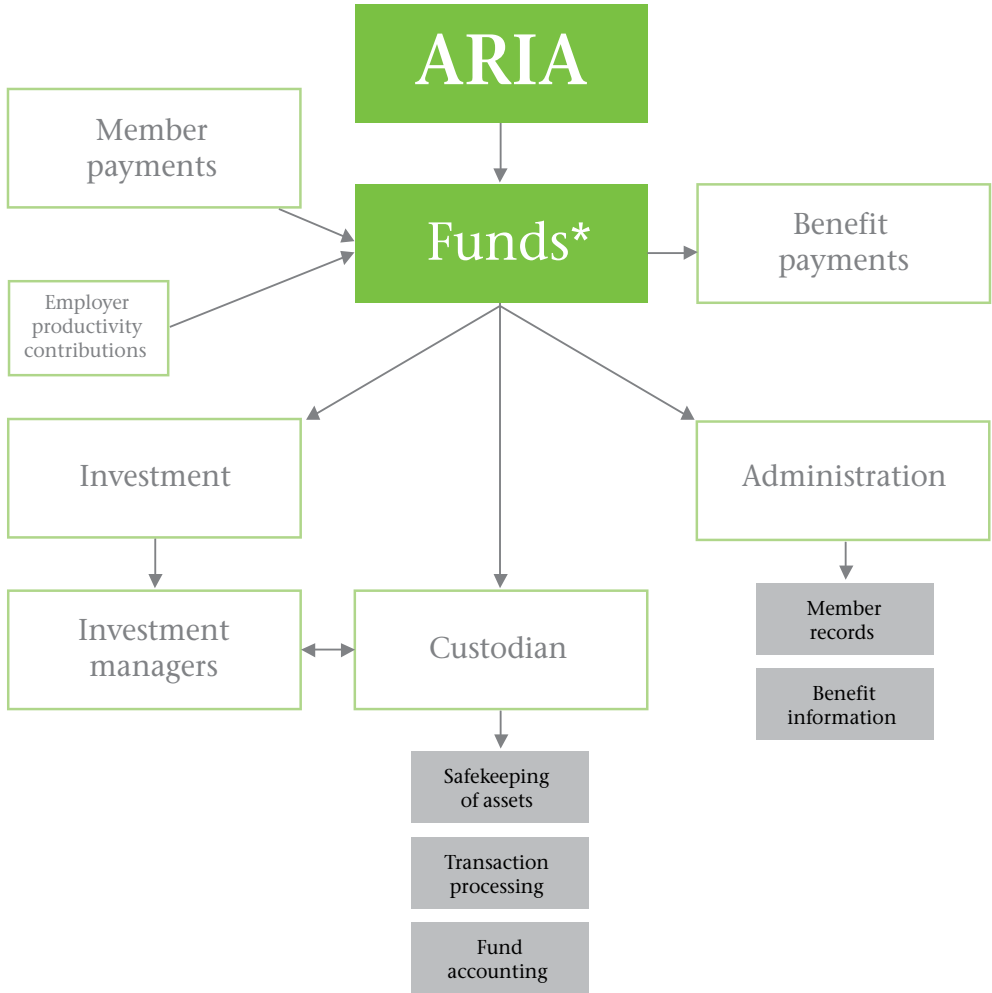 ARIA
Member
payments
Funds*
Benefit
payments
Employer
productivity
contributions
Investment
Administration
Investment
managers
Custodian
Member
records
Benefit
information
Safekeeping
of assets
Transaction
processing
Fund
accounting